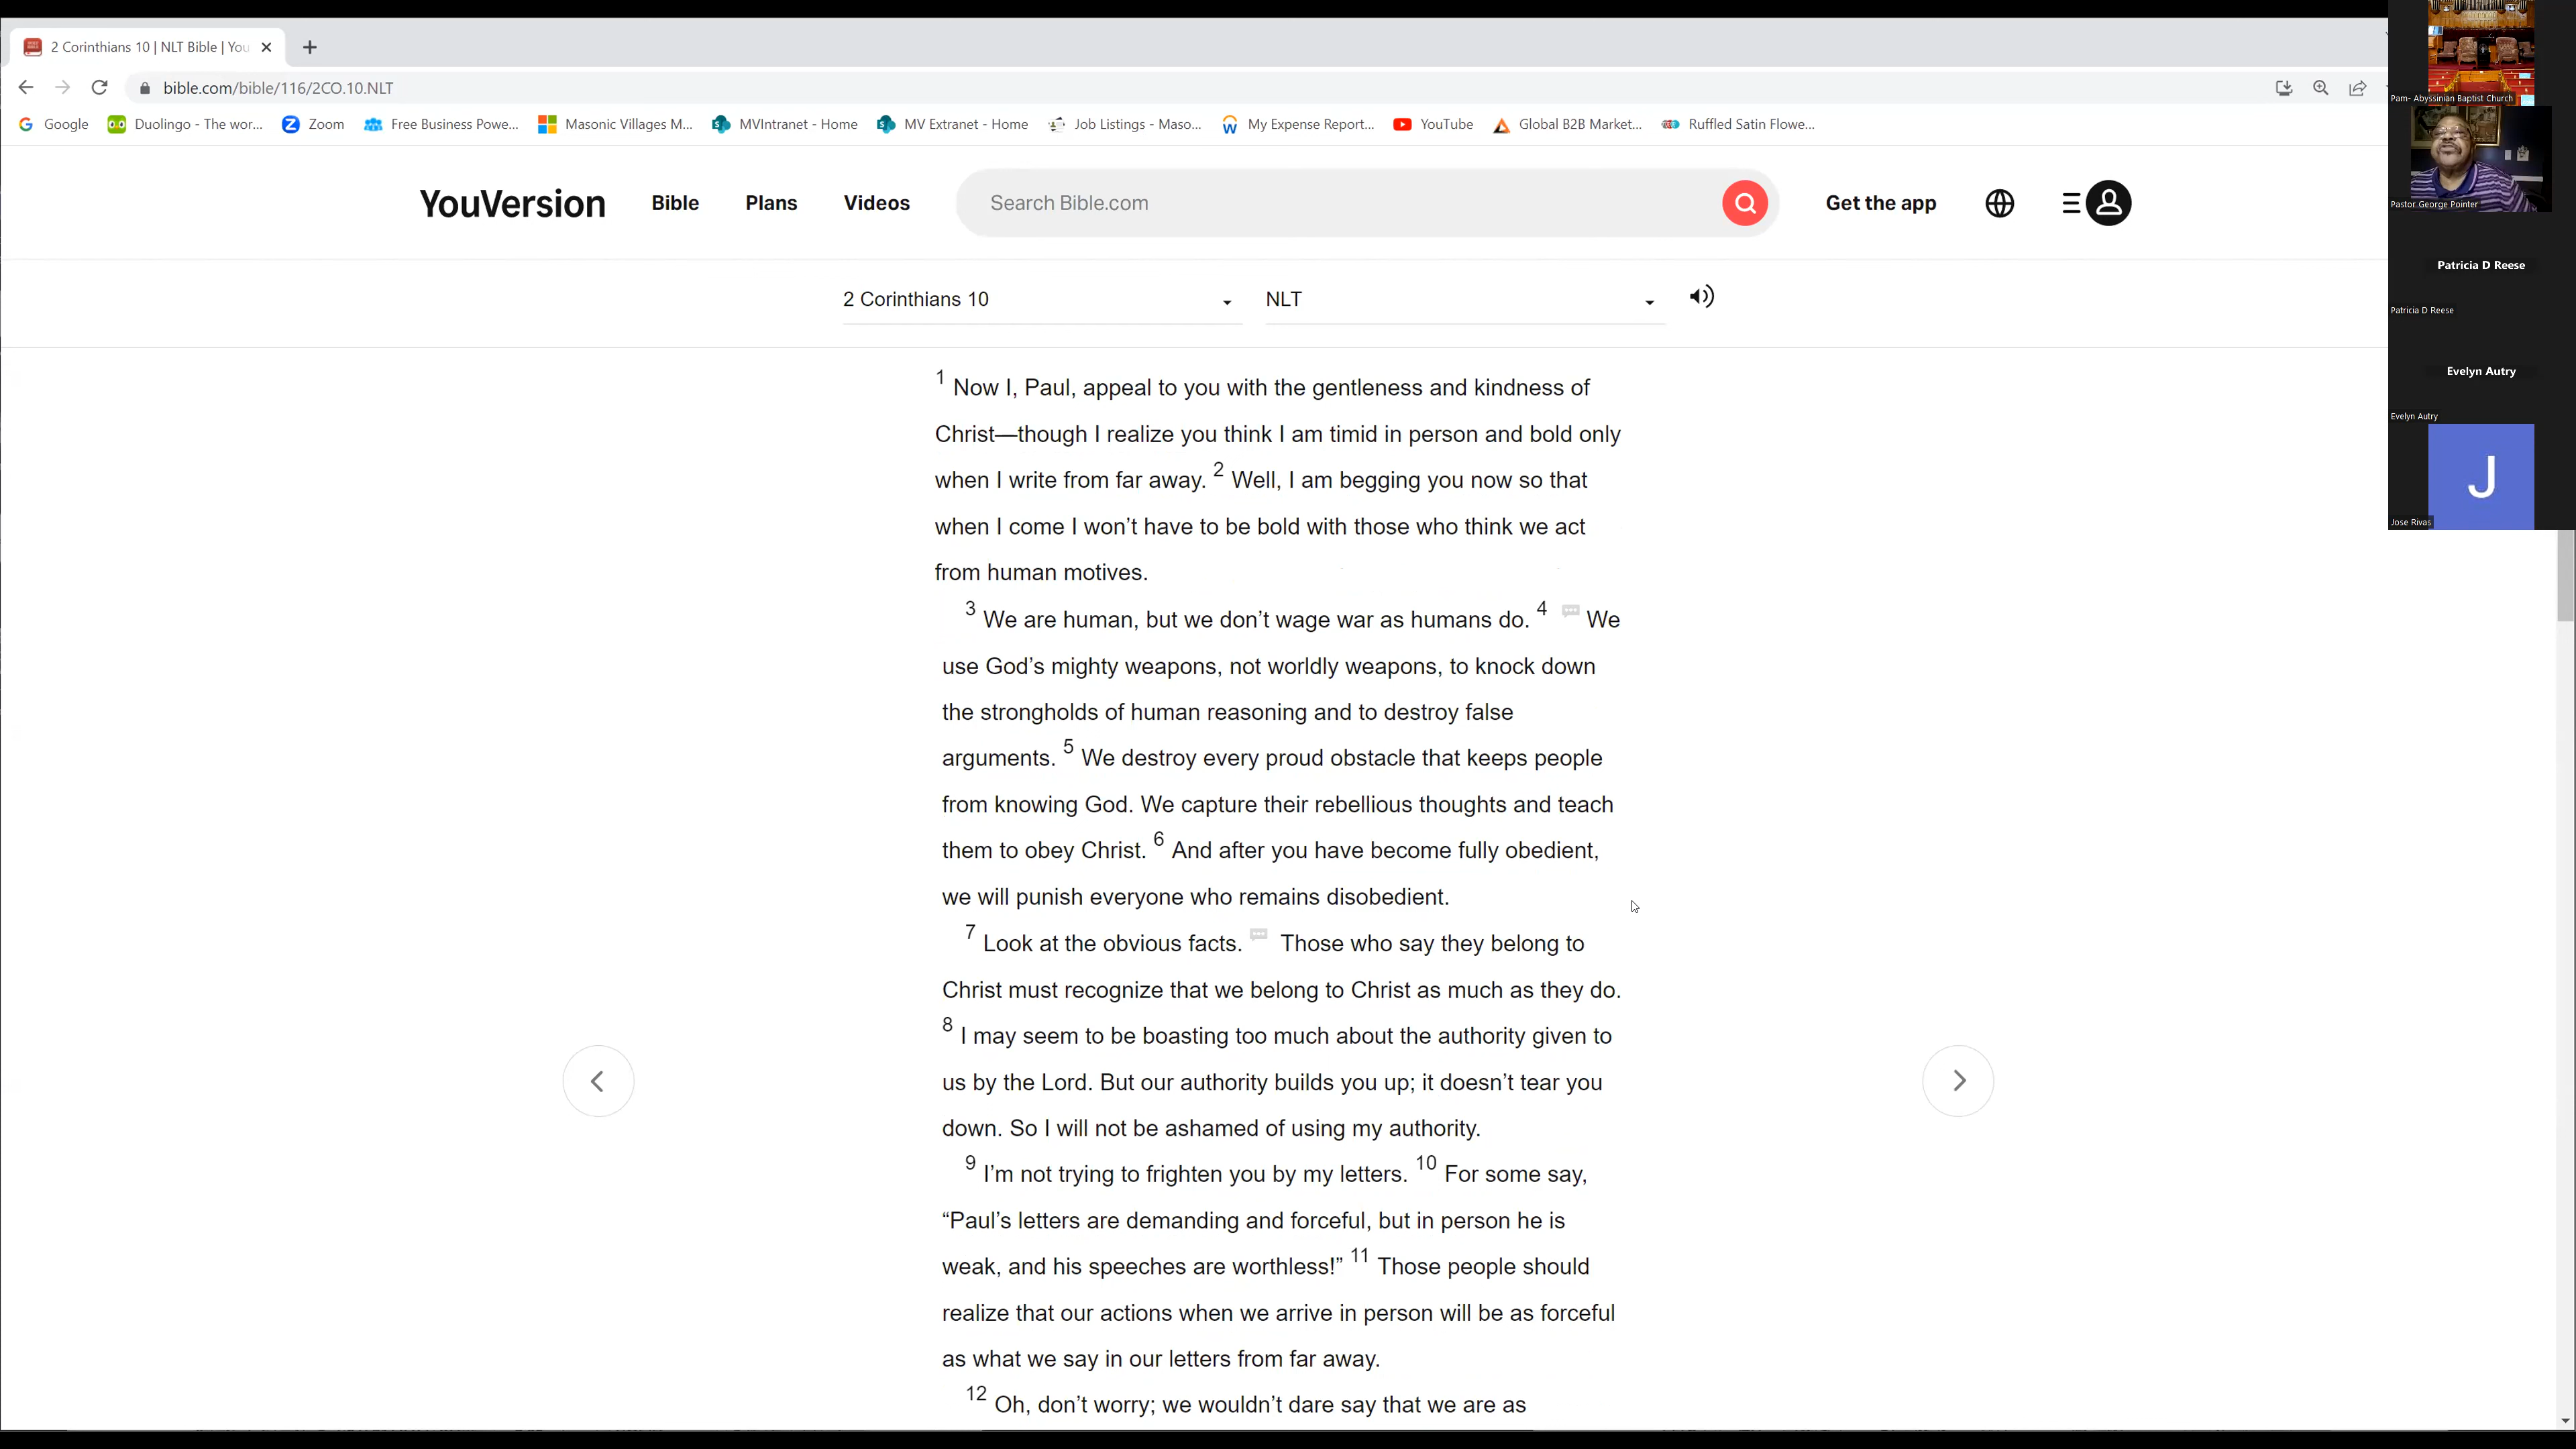 2 Corinthians 10 | NLT Bible | You
bible.com/bible/116/2CO.10.NLT
Google Duolingo - The wor... Zoom Free Business Powe... Masonic Villages M... MVIntranet - Home MV Extranet - Home Job Listings - Maso... My Expense Report... YouTube Global B2B Market... Ruffled Satin Flowe...
YouVersion Bible Plans Videos Search Bible.com Get the app
2 Corinthians 10 NLT
1 Now I, Paul, appeal to you with the gentleness and kindness of
Christ—though I realize you think I am timid in person and bold only
when I write from far away. 2 Well, I am begging you now so that
when I come I won’t have to be bold with those who think we act
from human motives.
3 We are human, but we don’t wage war as humans do. 4 We
use God’s mighty weapons, not worldly weapons, to knock down
the strongholds of human reasoning and to destroy false
arguments. 5 We destroy every proud obstacle that keeps people
from knowing God. We capture their rebellious thoughts and teach
them to obey Christ. 6 And after you have become fully obedient,
we will punish everyone who remains disobedient.
7 Look at the obvious facts. Those who say they belong to
Christ must recognize that we belong to Christ as much as they do.
8 I may seem to be boasting too much about the authority given to
us by the Lord. But our authority builds you up; it doesn’t tear you
down. So I will not be ashamed of using my authority.
9 I’m not trying to frighten you by my letters. 10 For some say,
“Paul’s letters are demanding and forceful, but in person he is
weak, and his speeches are worthless!” 11 Those people should
realize that our actions when we arrive in person will be as forceful
as what we say in our letters from far away.
12 Oh, don’t worry; we wouldn’t dare say that we are as
Pam- Abyssinian Baptist Church
Pastor George Pointer
Patricia D Reese
Patricia D Reese
Evelyn Autry
Evelyn Autry
J
Jose Rivas